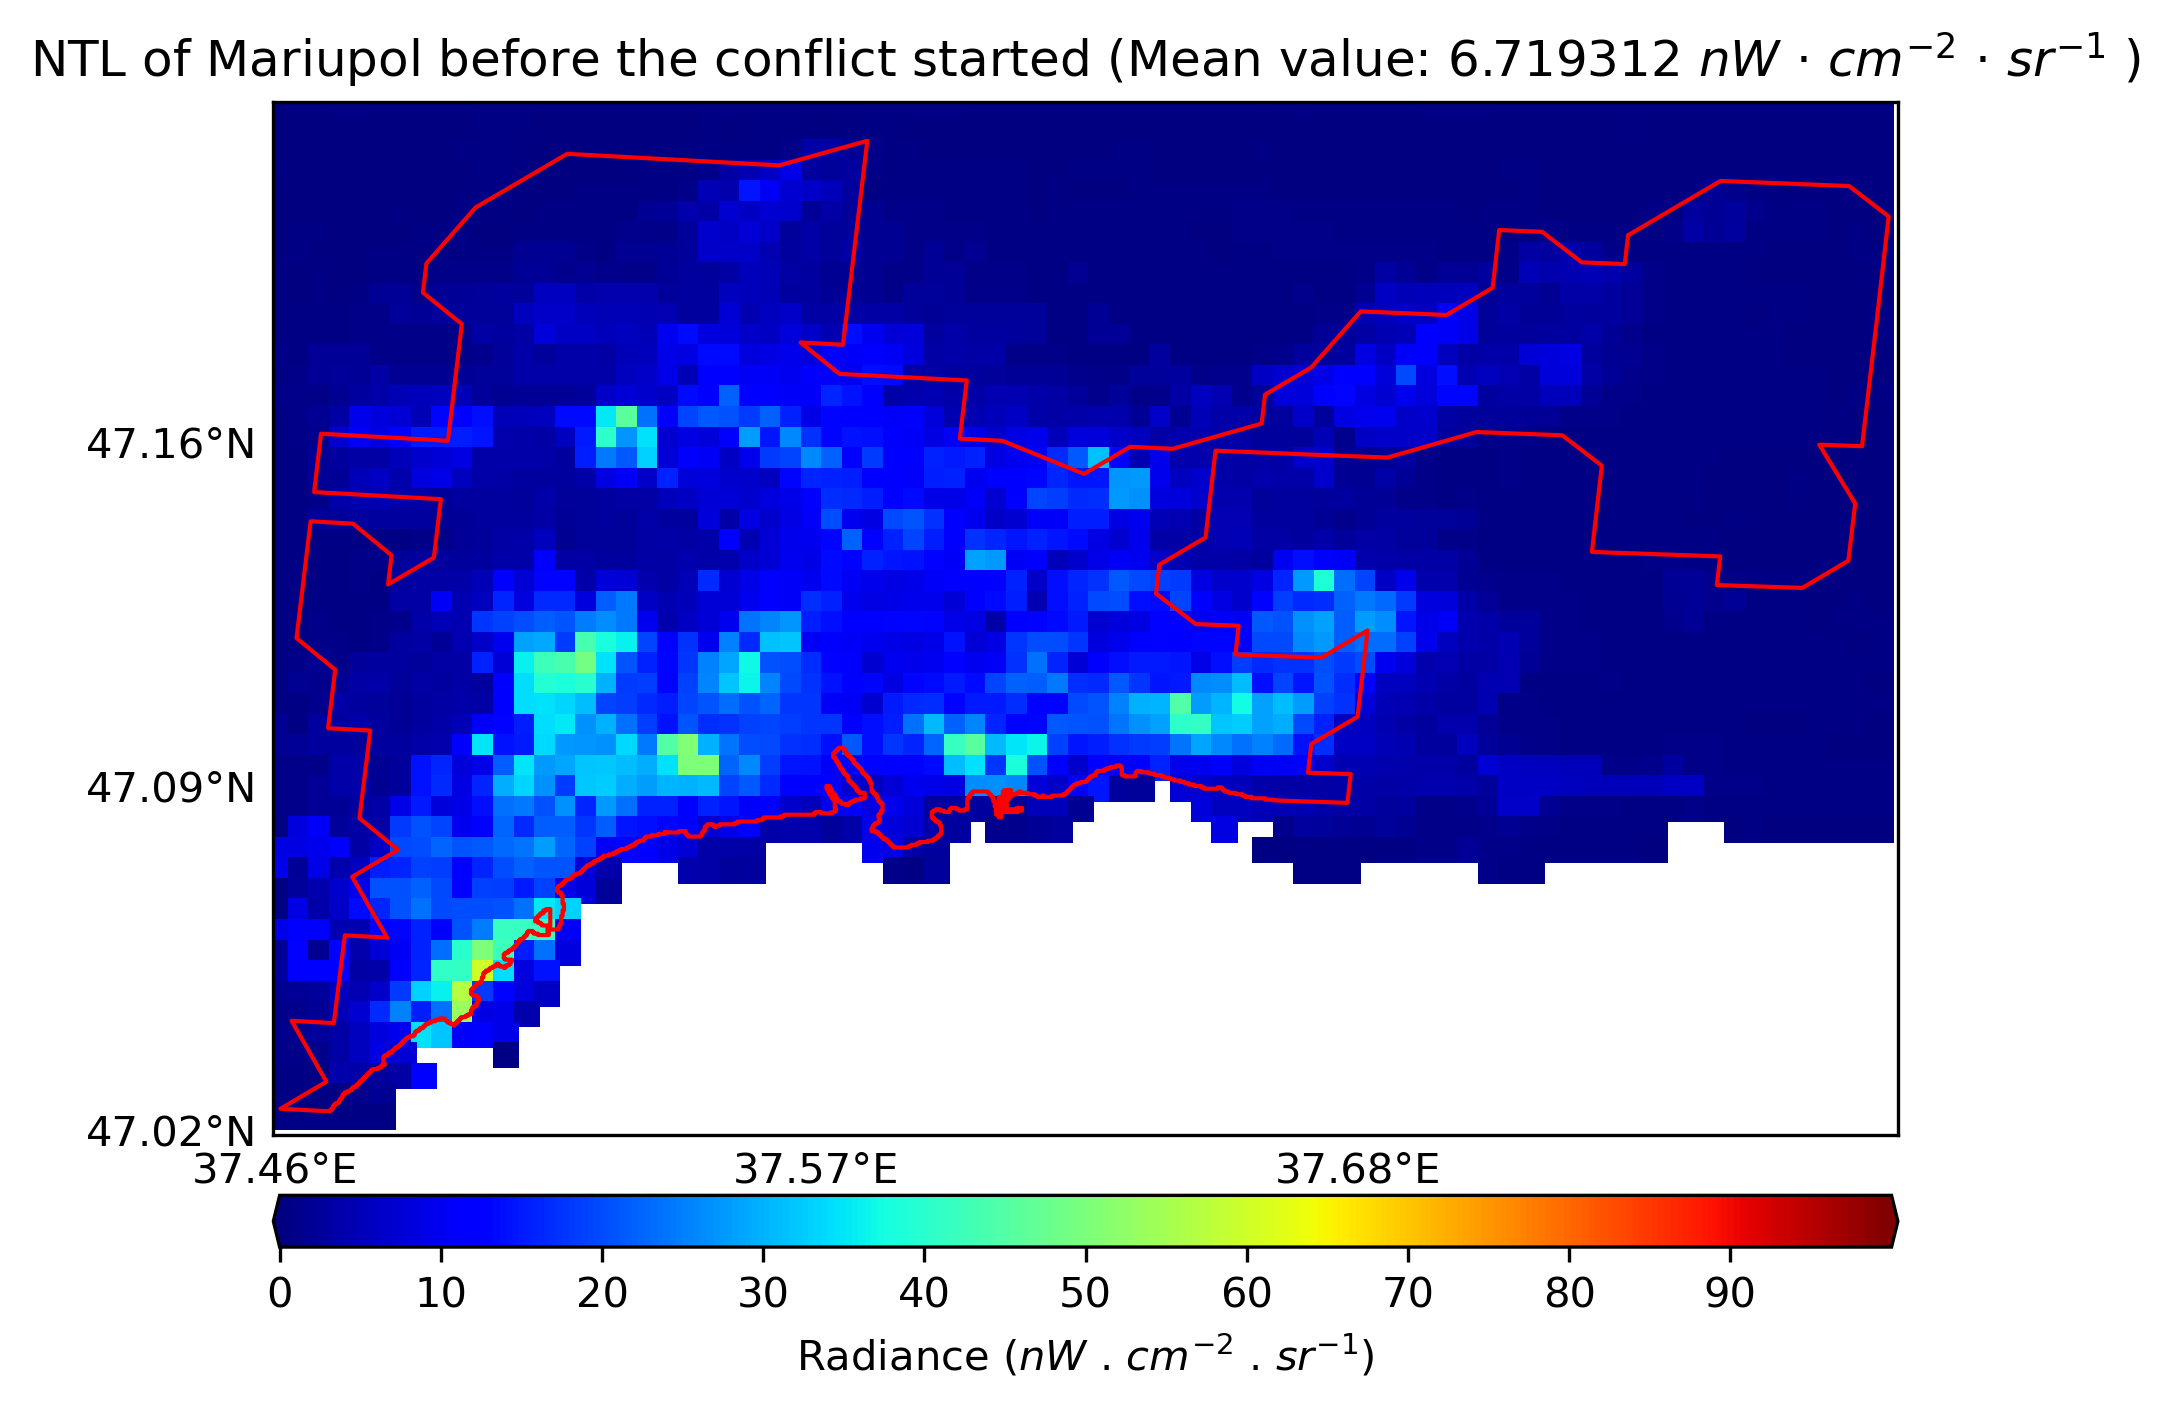 NTL of Mariupol before the conflict started (Mean value: 6.719312 nW · cm⁻² · sr⁻¹ )
47.16°N
47.09°N
47.02°N
37.46°E 37.57°E 37.68°E
0 10 20 30 40 50 60 70 80 90
Radiance (nW . cm⁻² . sr⁻¹)